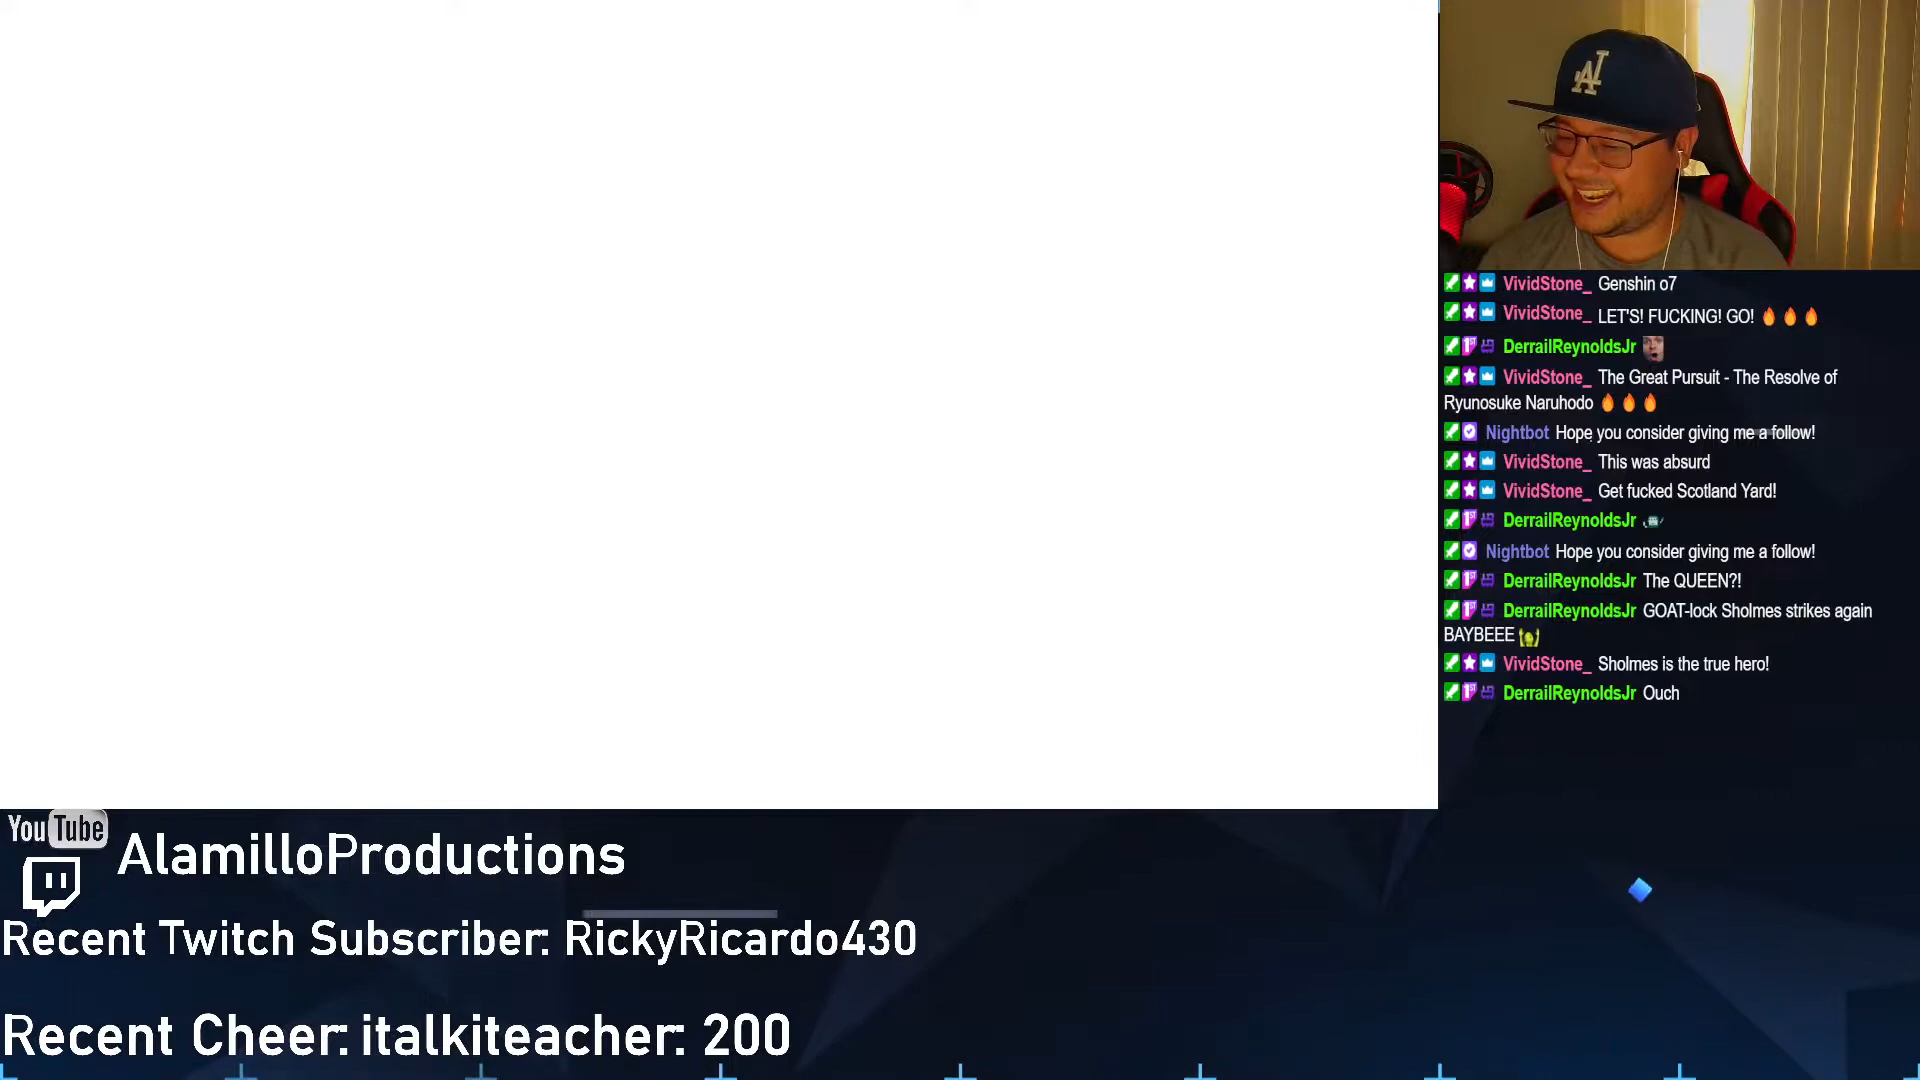 VividStone_ Genshin o7
VividStone_ LET'S! FUCKING! GO! 🔥🔥🔥
DerrailReynoldsJr
VividStone_ The Great Pursuit - The Resolve of
Ryunosuke Naruhodo 🔥🔥🔥
Nightbot Hope you consider giving me a follow!
VividStone_ This was absurd
VividStone_ Get fucked Scotland Yard!
DerrailReynoldsJr
Nightbot Hope you consider giving me a follow!
DerrailReynoldsJr The QUEEN?!
DerrailReynoldsJr GOAT-lock Sholmes strikes again
BAYBEEE
VividStone_ Sholmes is the true hero!
DerrailReynoldsJr Ouch
YouTube
AlamilloProductions
Recent Twitch Subscriber: RickyRicardo430
Recent Cheer: italkiteacher: 200